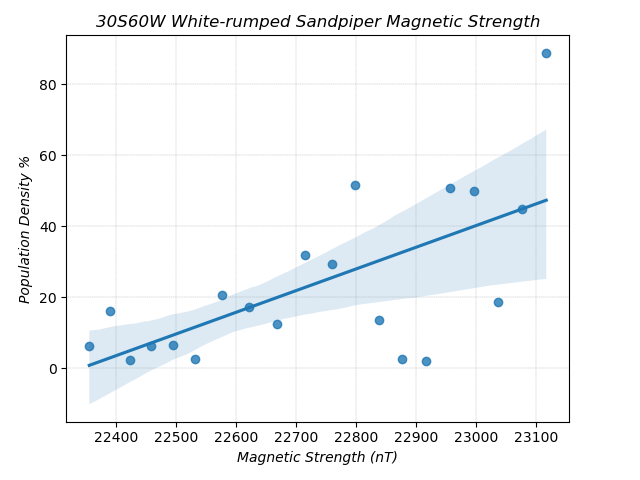 30S60W White-rumped Sandpiper Magnetic Strength
80
60
40
20
0
Population Density %
22400 22500 22600 22700 22800 22900 23000 23100
Magnetic Strength (nT)